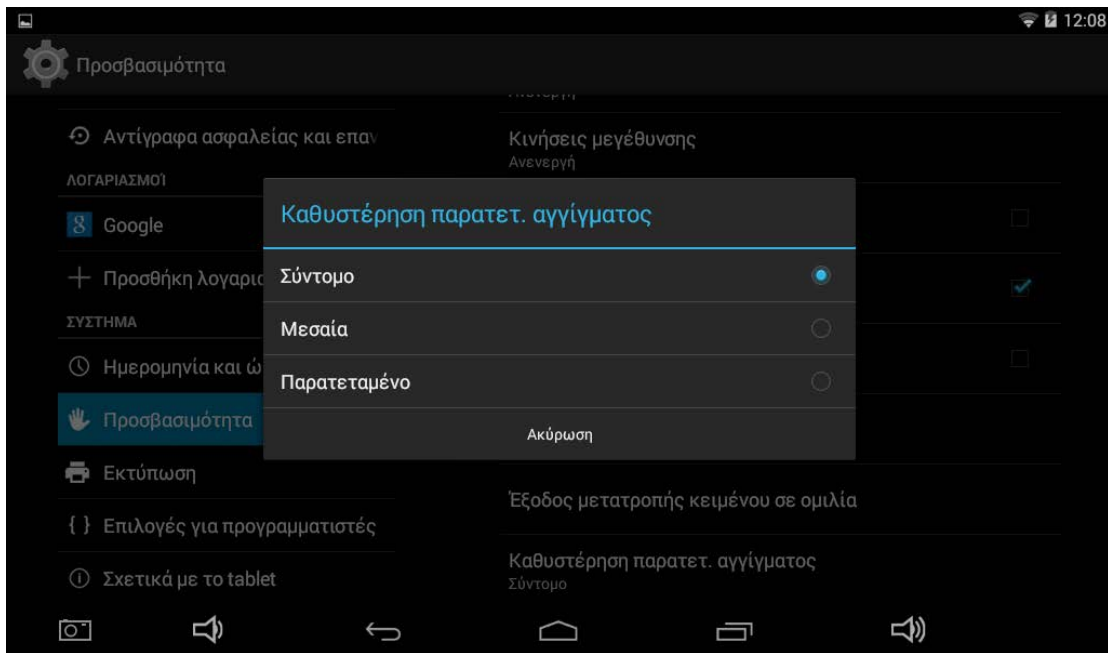 12:08
Προσβασιμότητα
Αντίγραφα ασφαλείας και επαν
ΛΟΓΑΡΙΑΣΜΟΊ
Google
Προσθήκη λογαρια
ΣΥΣΤΗΜΑ
Ημερομηνία και ώ
Προσβασιμότητα
Εκτύπωση
{ } Επιλογές για προγραμματιστές
Σχετικά με το tablet
Κινήσεις μεγέθυνσης
Ανενεργή
Καθυστέρηση παρατετ. αγγίγματος
Σύντομο
Μεσαία
Παρατεταμένο
Ακύρωση
Έξοδος μετατροπής κειμένου σε ομιλία
Καθυστέρηση παρατετ. αγγίγματος
Σύντομο